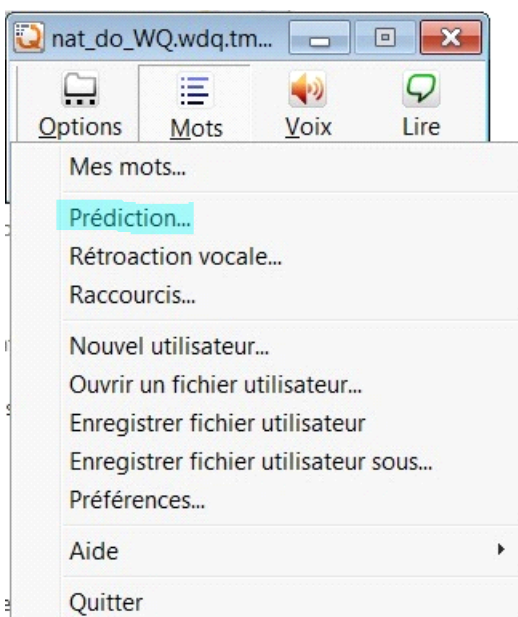 nat_do_WQ.wdq.tm...
Options Mots Voix Lire
Mes mots...
Prédiction...
Rétroaction vocale...
Raccourcis...
Nouvel utilisateur...
Ouvrir un fichier utilisateur...
Enregistrer fichier utilisateur
Enregistrer fichier utilisateur sous...
Préférences...
Aide
Quitter